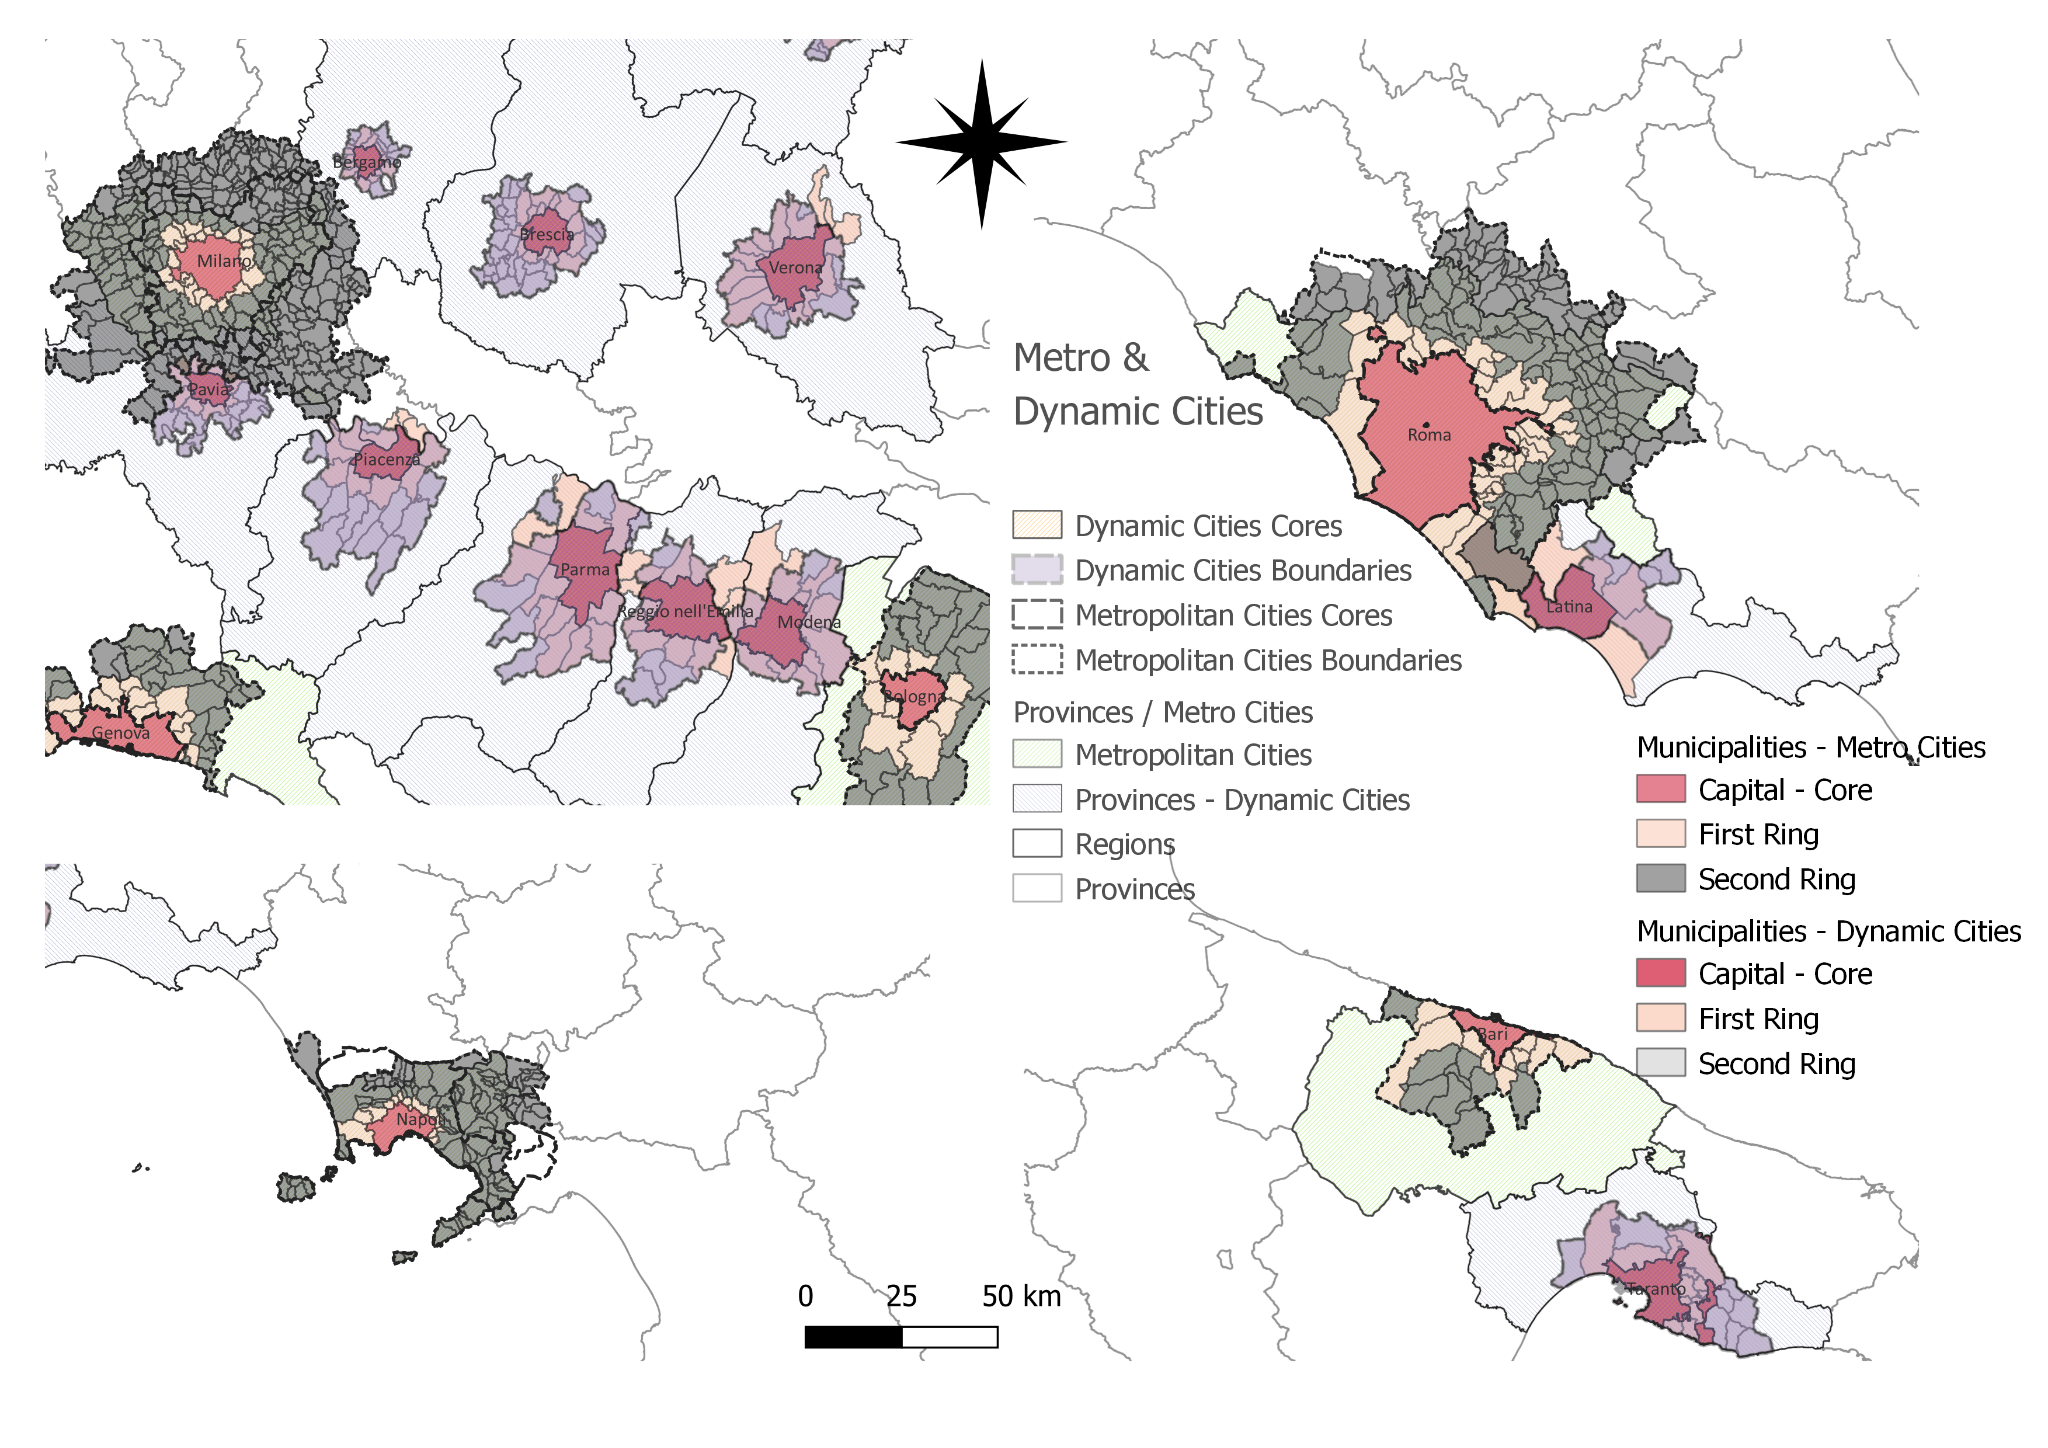 Bergamo
Brescia
Milano
Verona
Pavia
Piacenza
Parma
Reggio nell'Emilia
Modena
Bologna
Genova
Metro &
Dynamic Cities
Dynamic Cities Cores
Dynamic Cities Boundaries
Metropolitan Cities Cores
Metropolitan Cities Boundaries
Provinces / Metro Cities
Metropolitan Cities
Provinces - Dynamic Cities
Regions
Provinces
Roma
Latina
Municipalities - Metro Cities
Capital - Core
First Ring
Second Ring
Municipalities - Dynamic Cities
Capital - Core
First Ring
Second Ring
Napoli
0 25 50 km
Bari
Taranto